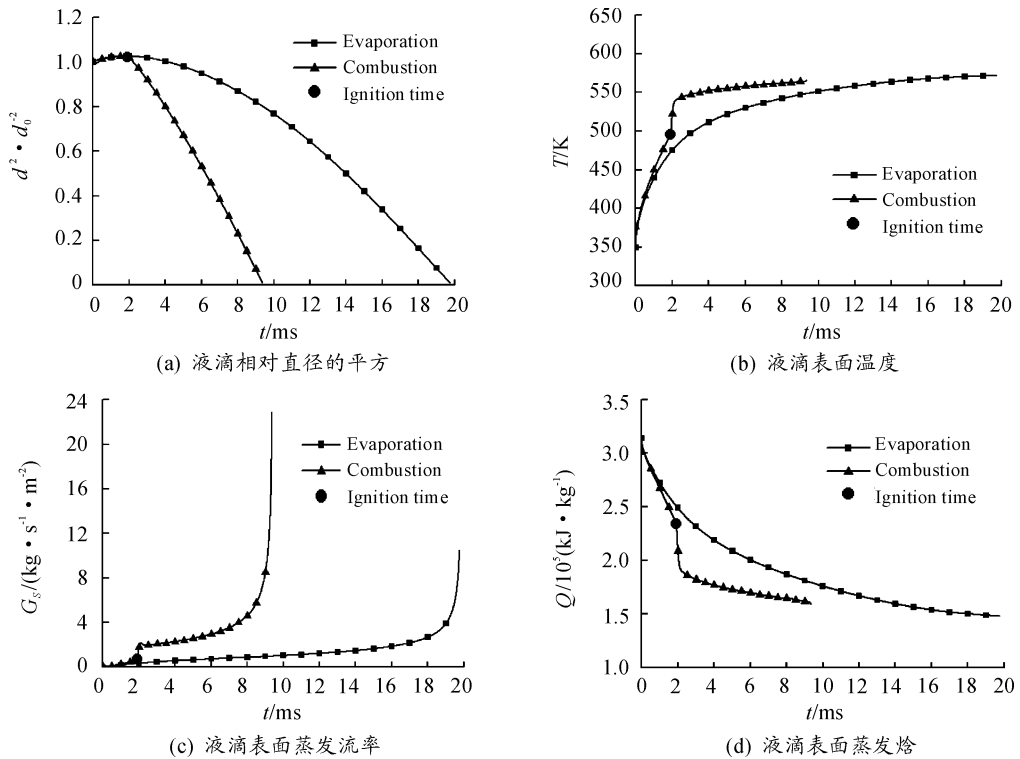 1.2
1.0
0.8
0.6
0.4
0.2
0
d² • d₀⁻²
Evaporation
Combustion
Ignition time
0 2 4 6 8 10 12 14 16 18 20
t/ms
(a) 液滴相对直径的平方
650
600
550
500
450
400
350
300
T/K
Evaporation
Combustion
Ignition time
0 2 4 6 8 10 12 14 16 18 20
t/ms
(b) 液滴表面温度
24
20
16
12
8
4
0
G_S/(kg • s⁻¹ • m⁻²)
Evaporation
Combustion
Ignition time
0 2 4 6 8 10 12 14 16 18 20
t/ms
(c) 液滴表面蒸发流率
3.5
3.0
2.5
2.0
1.5
1.0
Q/10⁵(kJ • kg⁻¹)
Evaporation
Combustion
Ignition time
0 2 4 6 8 10 12 14 16 18 20
t/ms
(d) 液滴表面蒸发焓